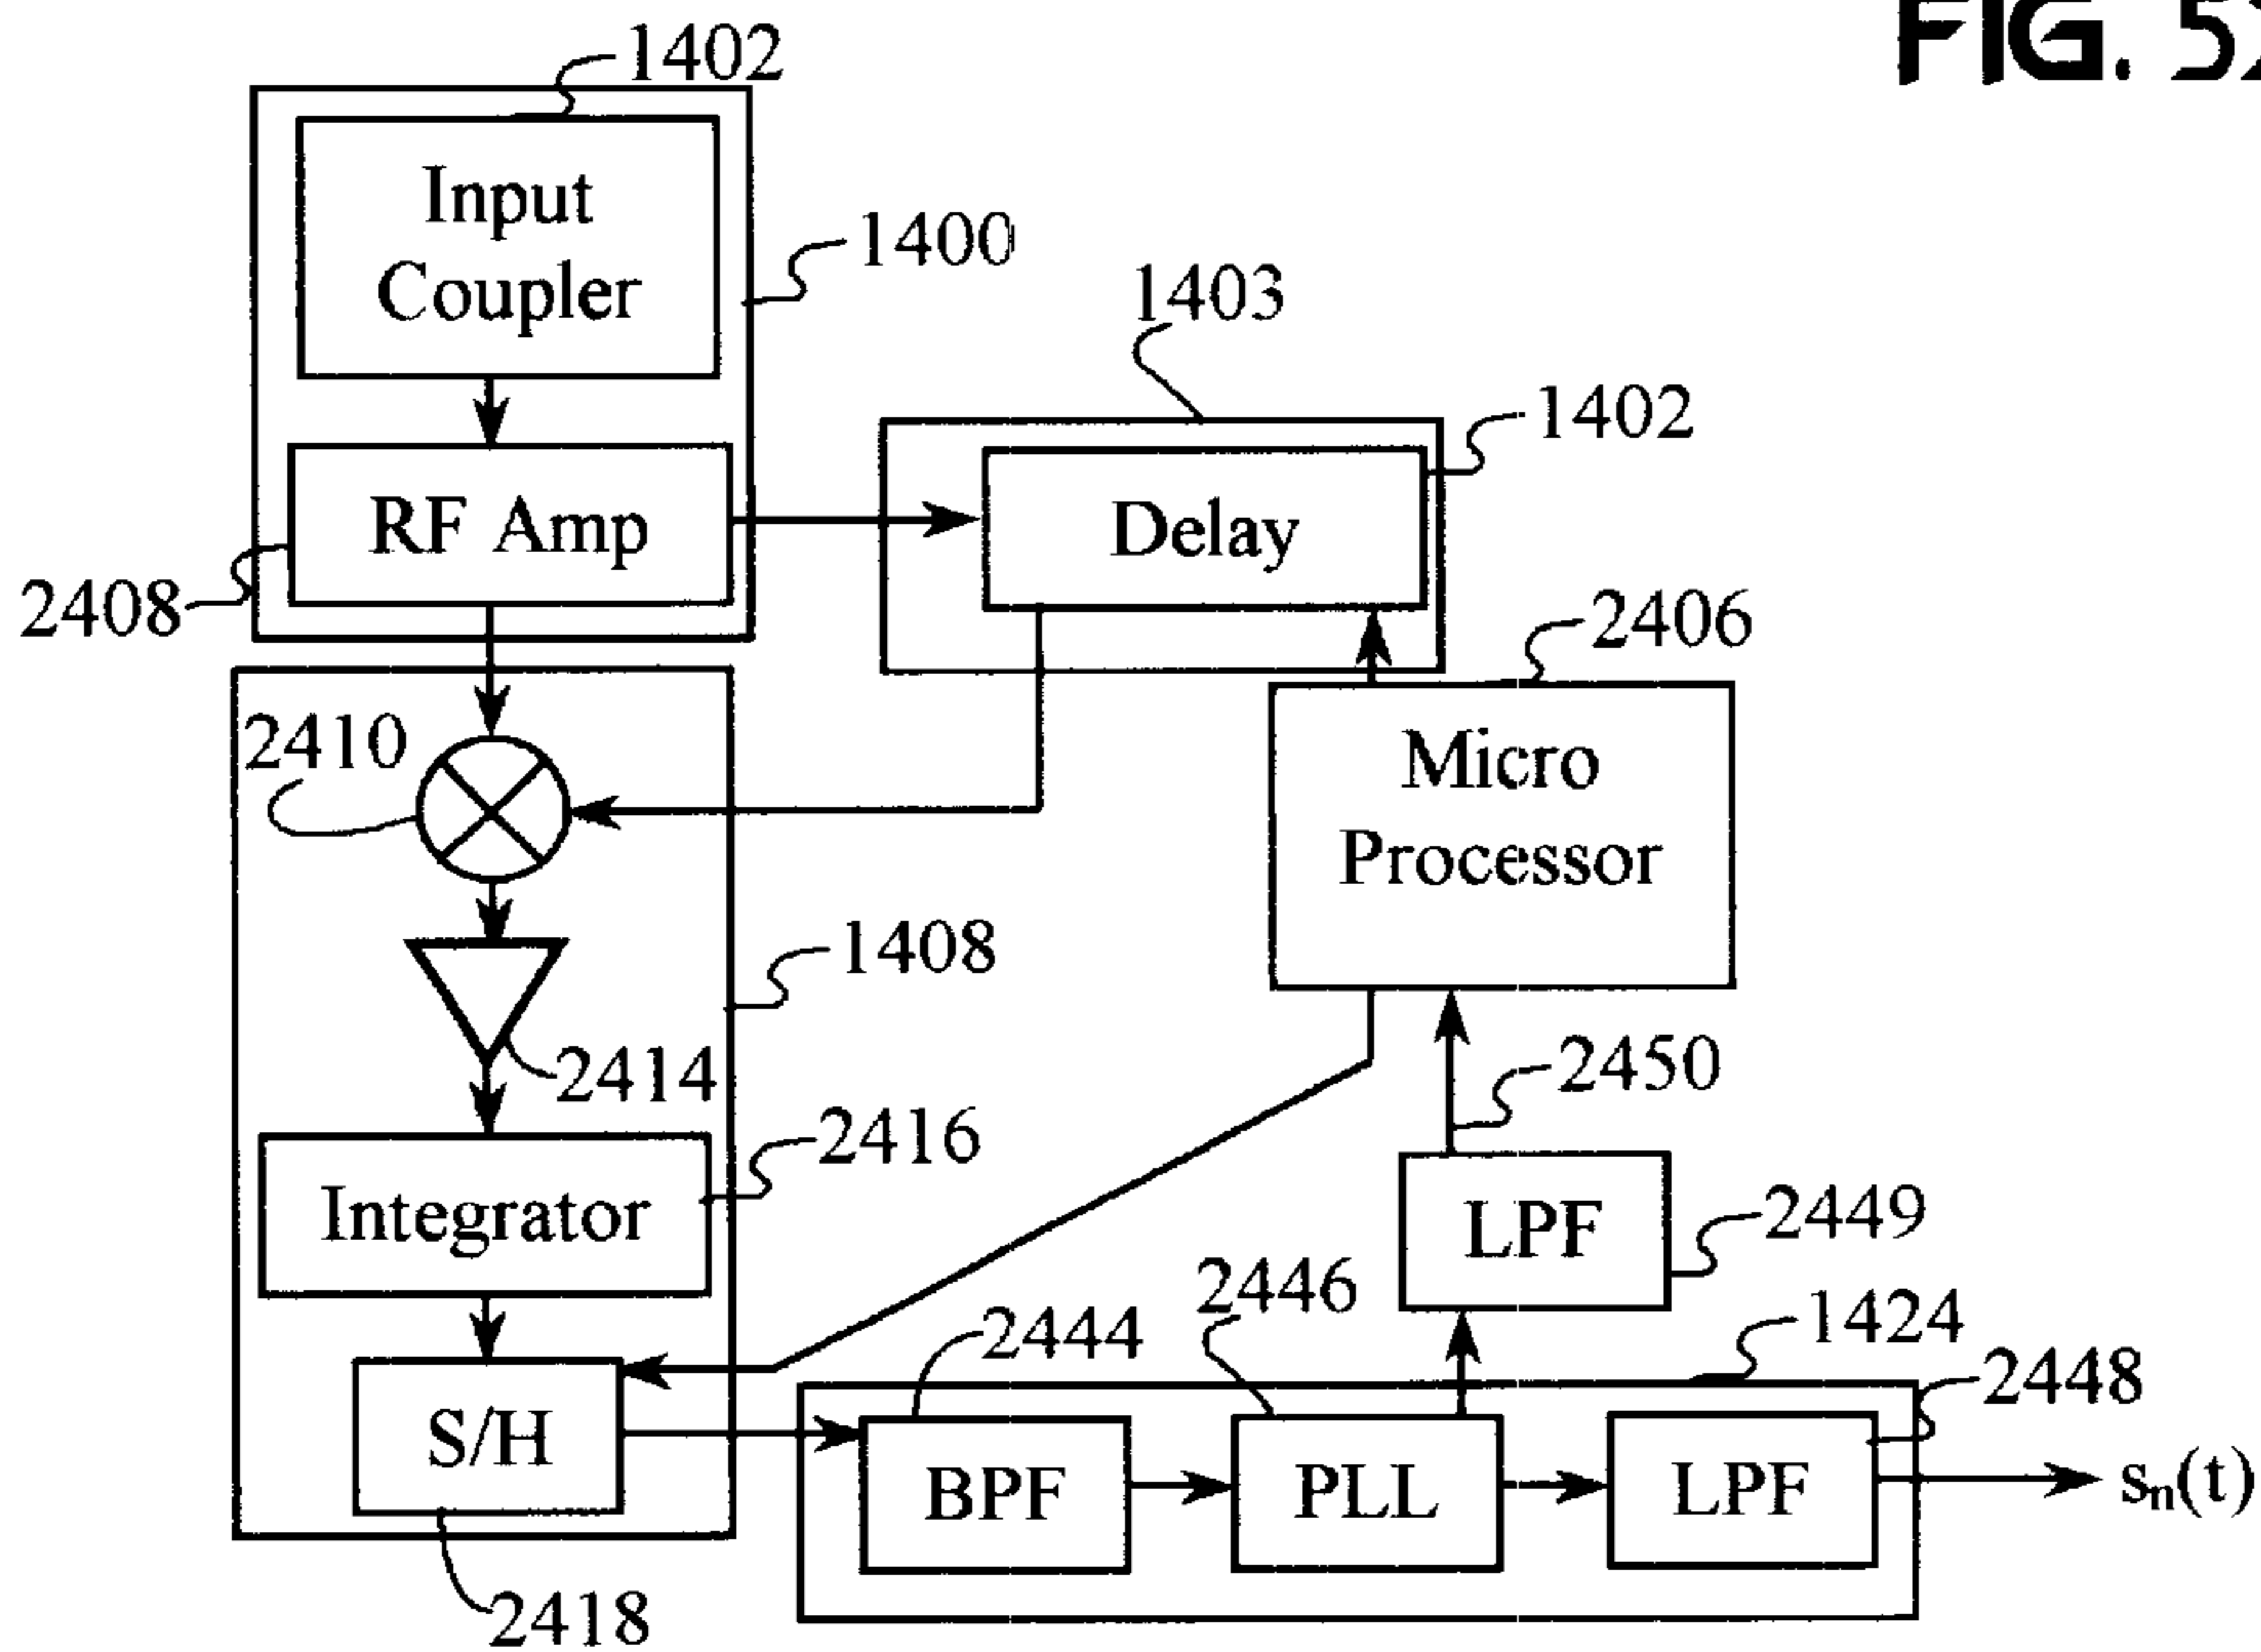 FIG. 52
1402
Input
Coupler
1400
1403
1402
RF Amp
Delay
2408
2406
2410
Micro
Processor
1408
2414
2450
2416
Integrator
LPF
2449
2446
1424
2444
2448
S/H
BPF
PLL
LPF
sn(t)
2418